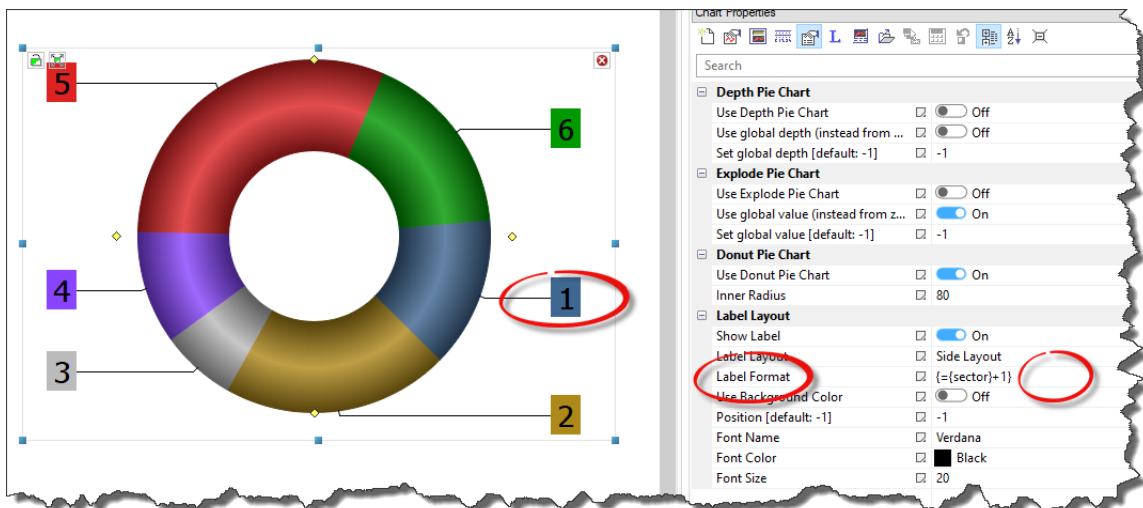 Chart Properties
L
Search
Depth Pie Chart
Use Depth Pie Chart Off
Use global depth (instead from ... Off
Set global depth [default: -1] -1
Explode Pie Chart
Use Explode Pie Chart Off
Use global value (instead from z... On
Set global value [default: -1] -1
Donut Pie Chart
Use Donut Pie Chart On
Inner Radius 80
Label Layout
Show Label On
Label Layout Side Layout
Label Format {={sector}+1}
Use Background Color Off
Position [default: -1] -1
Font Name Verdana
Font Color Black
Font Size 20
5
6
4
1
3
2